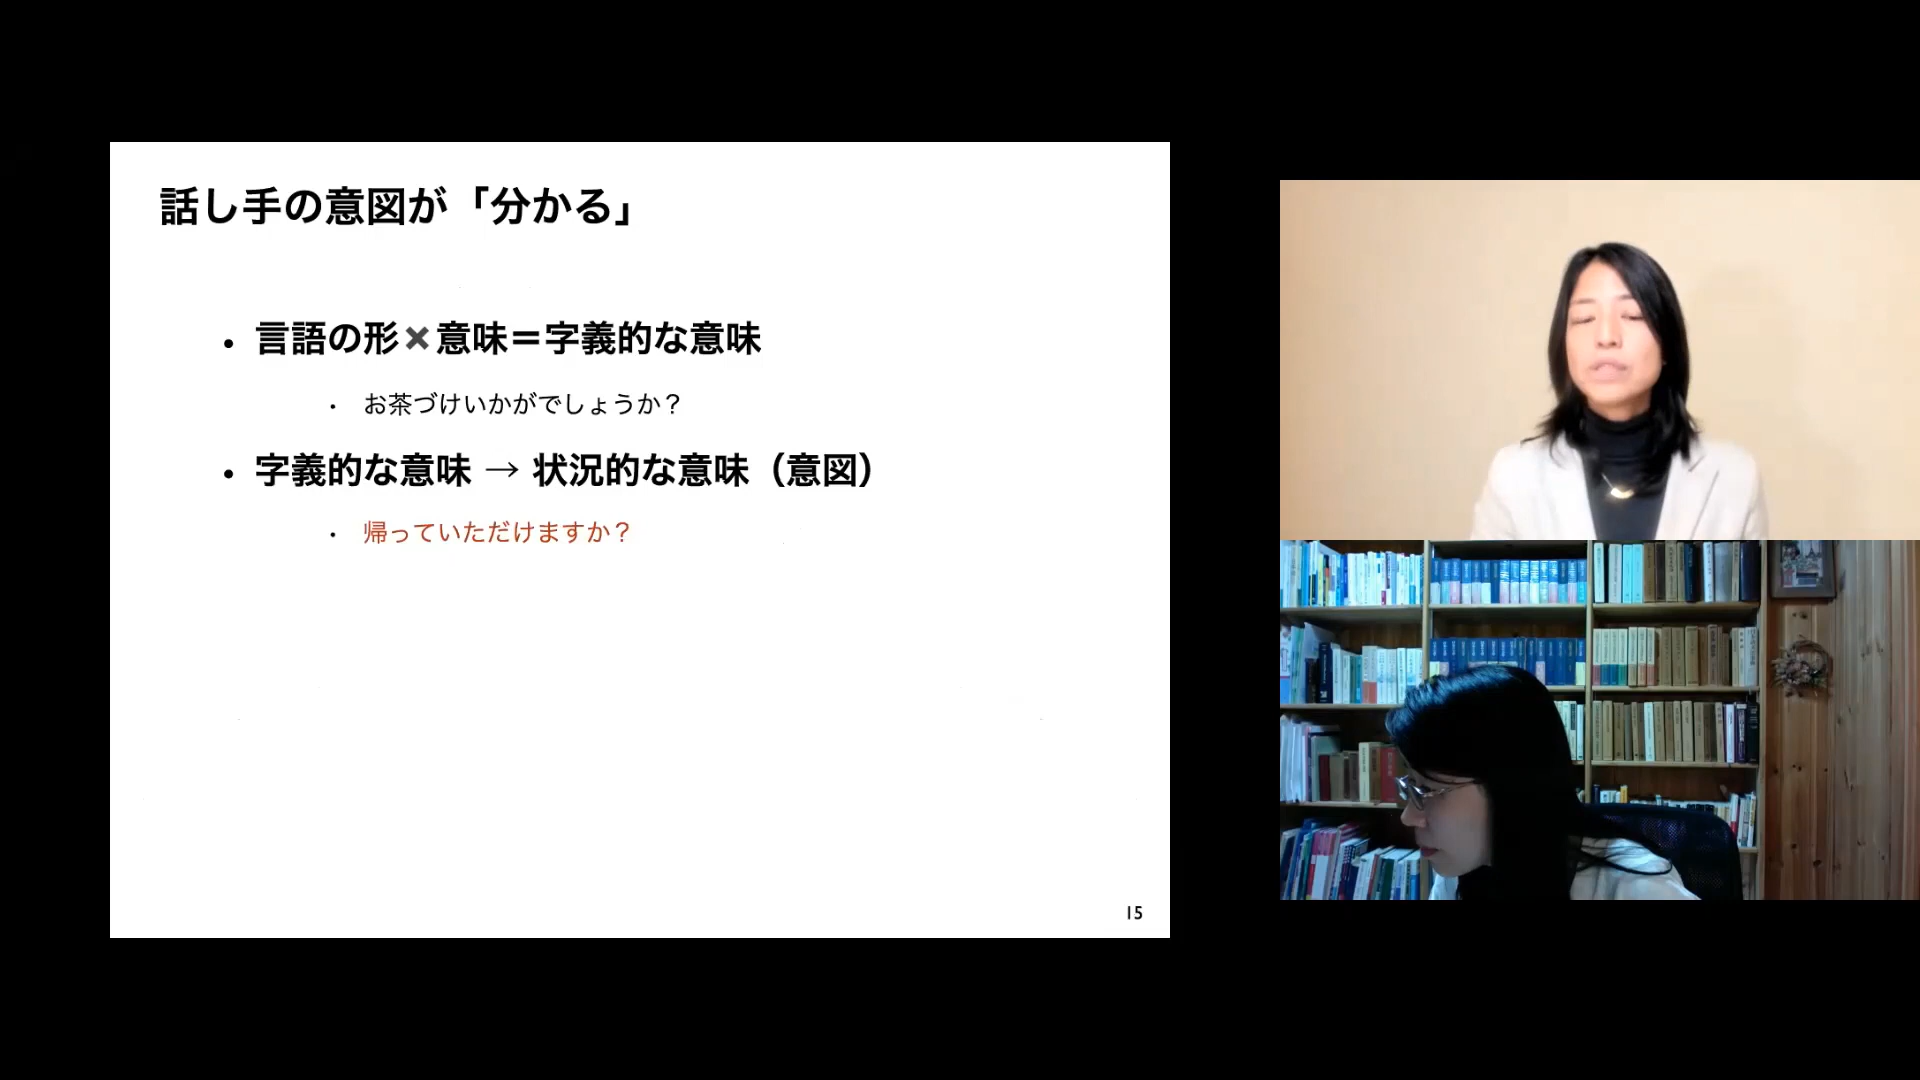 話し手の意図が「分かる」
• 言語の形✖意味＝字義的な意味
• お茶づけいかがでしょうか？
• 字義的な意味 → 状況的な意味（意図）
• 帰っていただけますか？
15